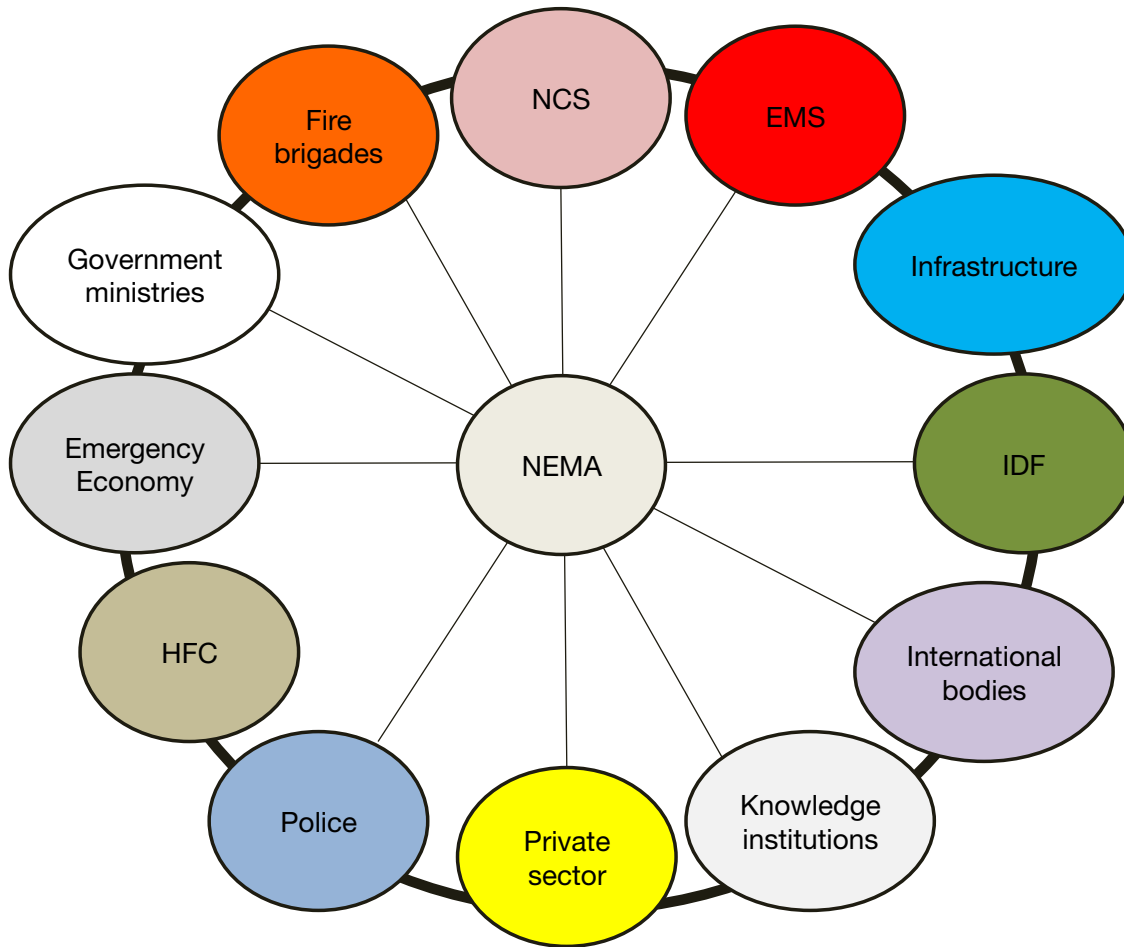 NCS
EMS
Fire
brigades
Government
ministries
Infrastructure
Emergency
Economy
NEMA
IDF
HFC
International
bodies
Police
Private
sector
Knowledge
institutions